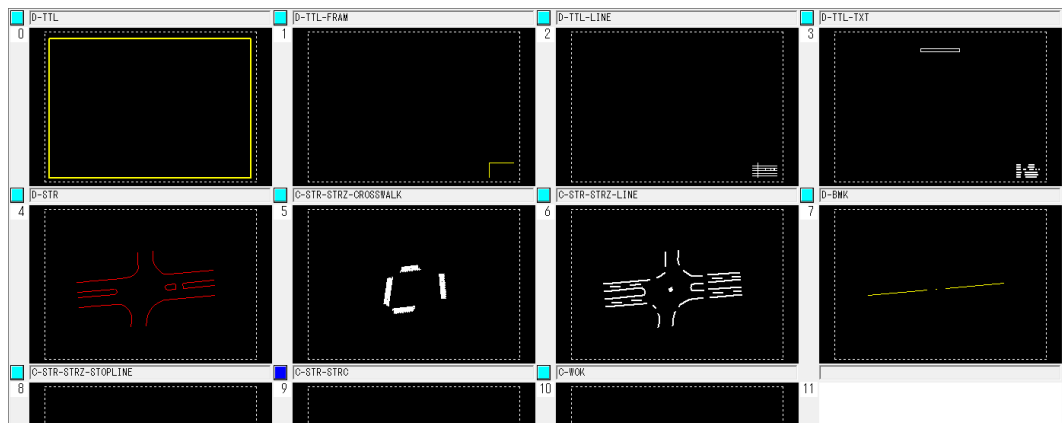 D-TTL
D-TTL-FRAM
D-TTL-LINE
D-TTL-TXT
0
1
2
3
D-STR
C-STR-STRZ-CROSSWALK
C-STR-STRZ-LINE
D-BMK
4
5
6
7
C-STR-STRZ-STOPLINE
C-STR-STRC
C-WOK
8
9
10
11